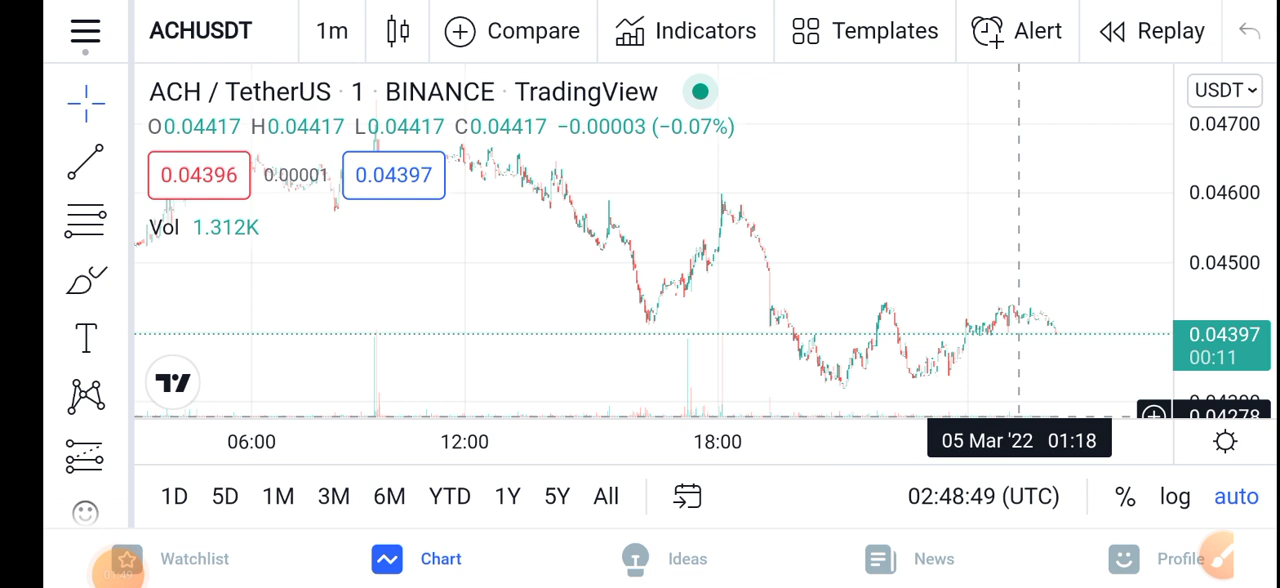 ACHUSDT 1m Compare Indicators Templates Alert Replay
ACH / TetherUS · 1 · BINANCE · TradingView
USDT
O0.04417 H0.04417 L0.04417 C0.04417 −0.00003 (−0.07%)
0.04700
0.04396 0.00001 0.04397
0.04600
Vol 1.312K
0.04500
0.04397
00:11
0.04278
06:00 12:00 18:00 05 Mar '22 01:18
1D 5D 1M 3M 6M YTD 1Y 5Y All 02:48:49 (UTC) % log auto
Watchlist Chart Ideas News Profile
01:49